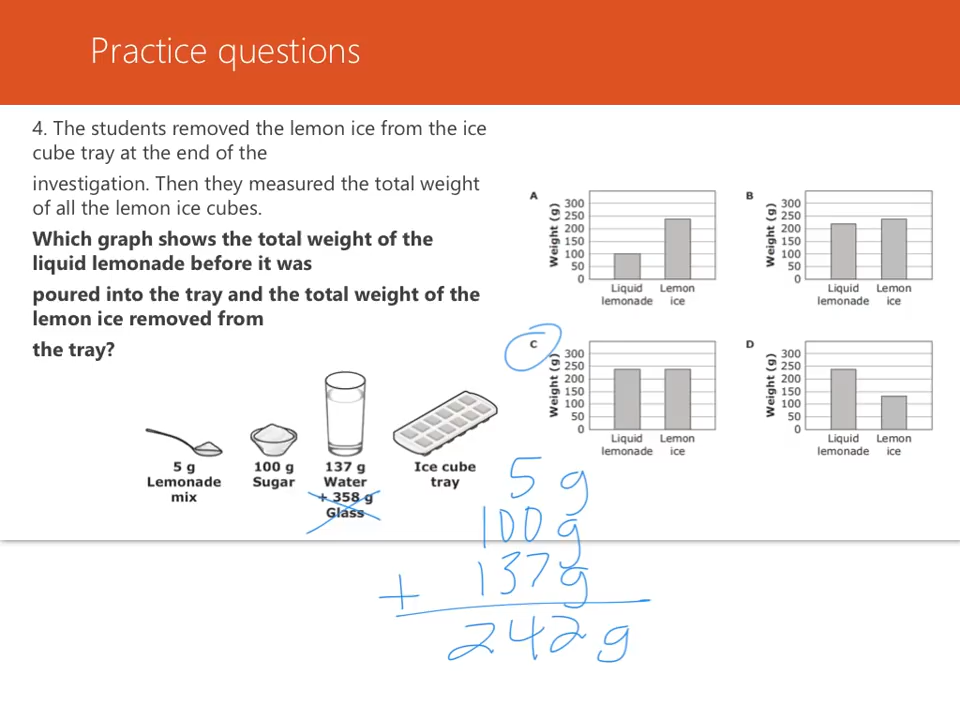 Practice questions
4. The students removed the lemon ice from the ice
cube tray at the end of the
investigation. Then they measured the total weight
of all the lemon ice cubes.
Which graph shows the total weight of the
liquid lemonade before it was
poured into the tray and the total weight of the
lemon ice removed from
the tray?
A
Weight (g)
300
250
200
150
100
50
0
Liquid
lemonade
Lemon
ice
B
Weight (g)
300
250
200
150
100
50
0
Liquid
lemonade
Lemon
ice
C
Weight (g)
300
250
200
150
100
50
0
Liquid
lemonade
Lemon
ice
D
Weight (g)
300
250
200
150
100
50
0
Liquid
lemonade
Lemon
ice
5 g
Lemonade
mix
100 g
Sugar
137 g
Water
+ 358 g
Glass
Ice cube
tray
5 g
100 g
+ 137 g
242 g